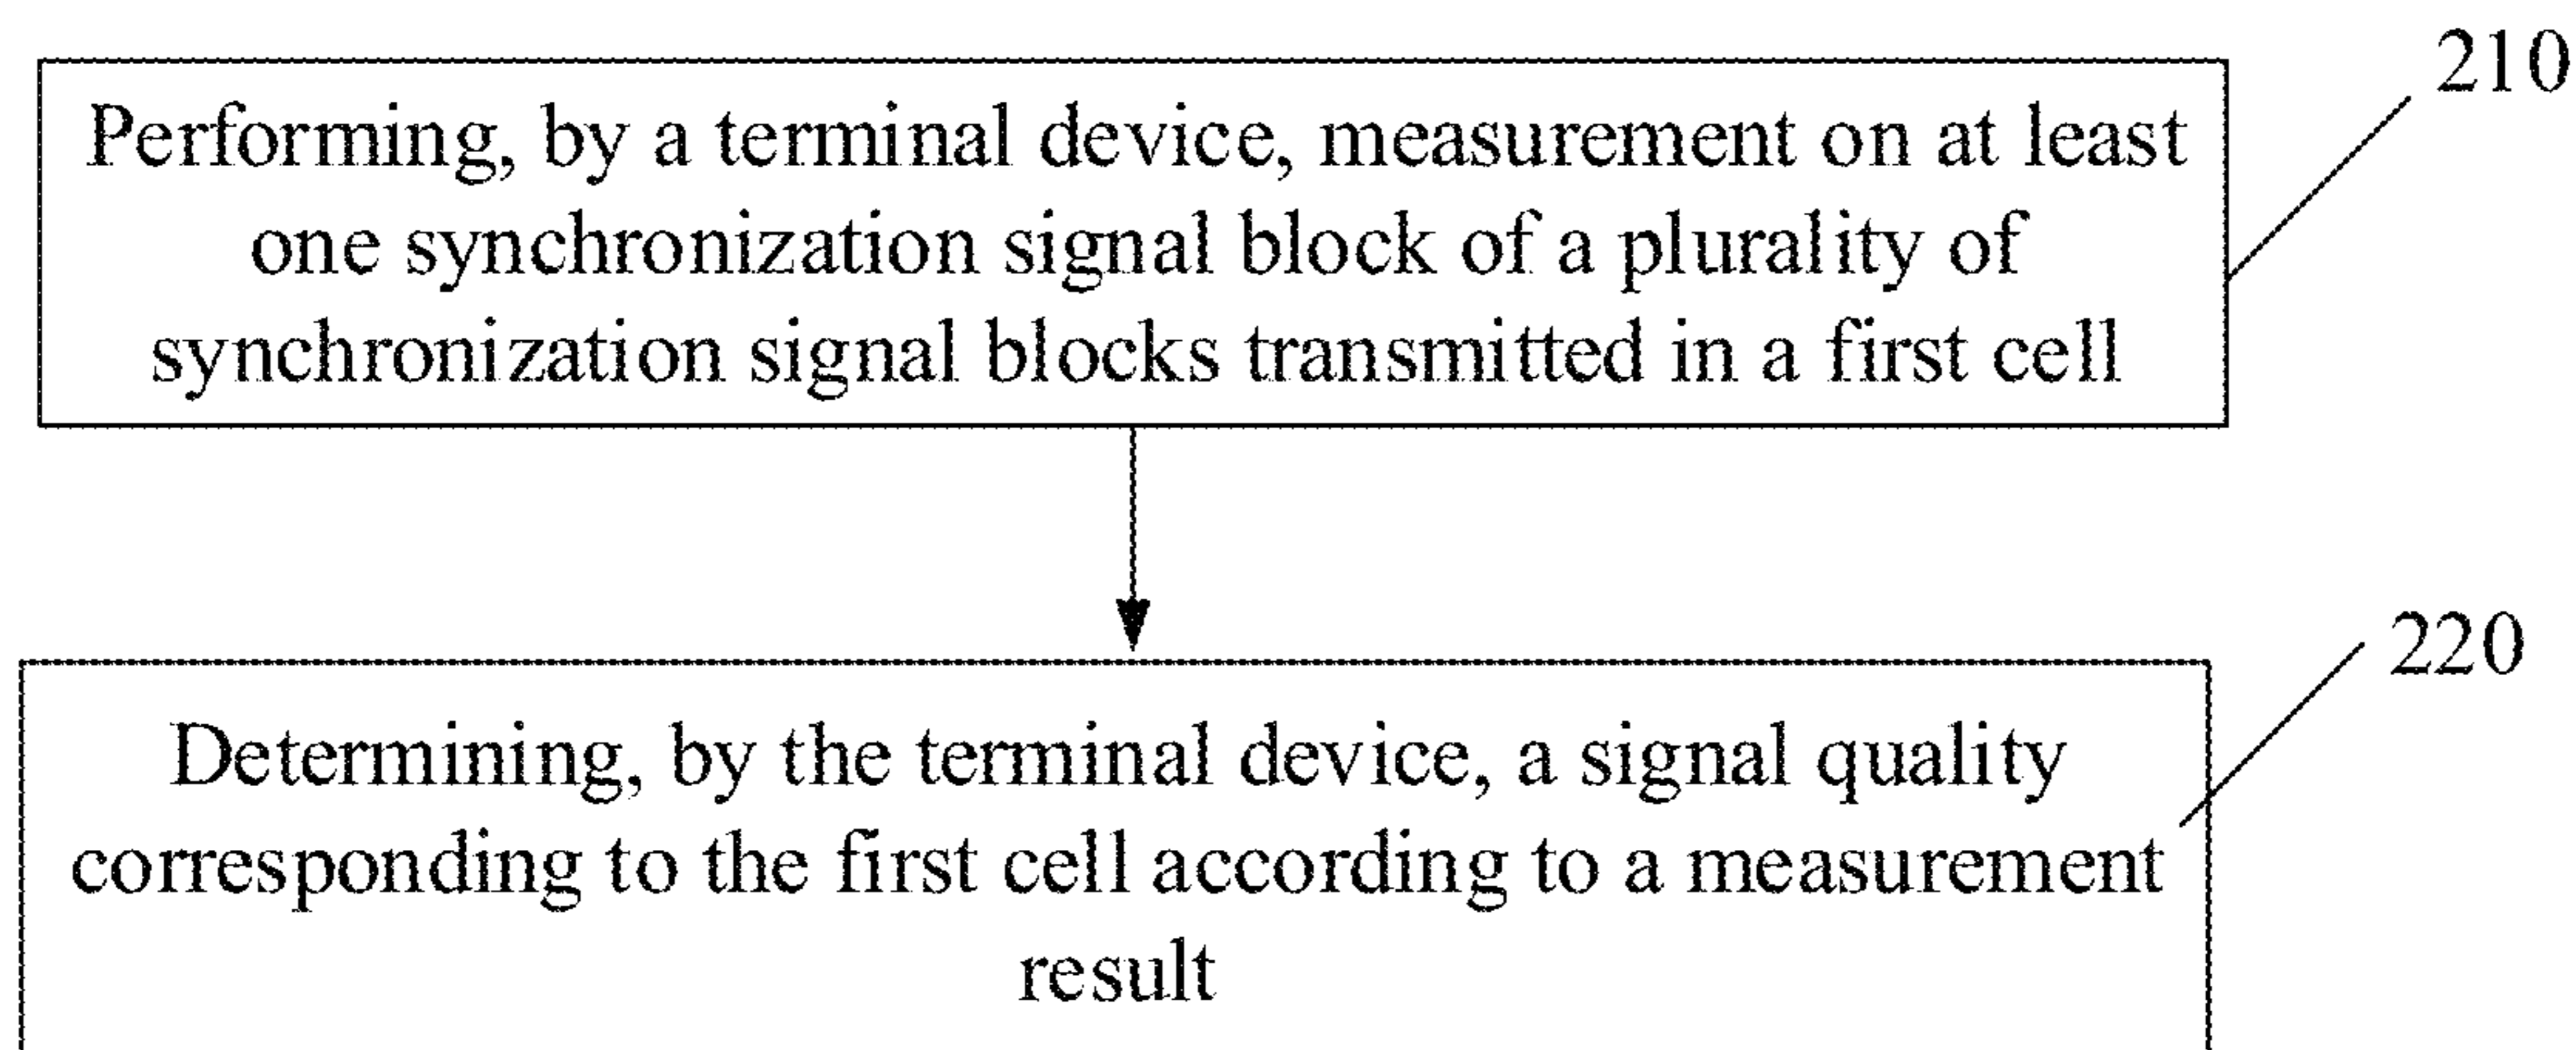 210
Performing, by a terminal device, measurement on at least
one synchronization signal block of a plurality of
synchronization signal blocks transmitted in a first cell
220
Determining, by the terminal device, a signal quality
corresponding to the first cell according to a measurement
result